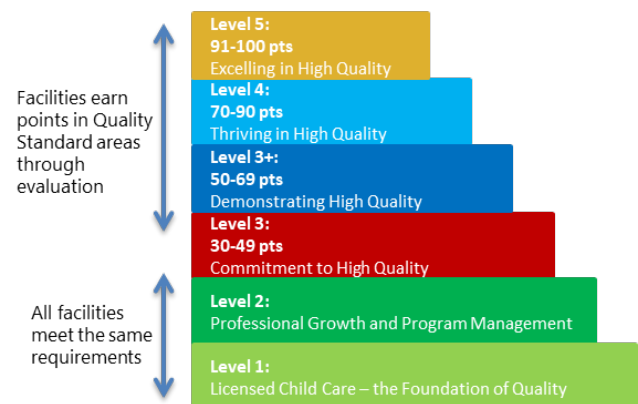 Level 5:
91-100 pts
Excelling in High Quality
Level 4:
70-90 pts
Thriving in High Quality
Level 3+:
50-69 pts
Demonstrating High Quality
Level 3:
30-49 pts
Commitment to High Quality
Level 2:
Professional Growth and Program Management
Level 1:
Licensed Child Care – the Foundation of Quality
Facilities earn
points in Quality
Standard areas
through
evaluation
All facilities
meet the same
requirements